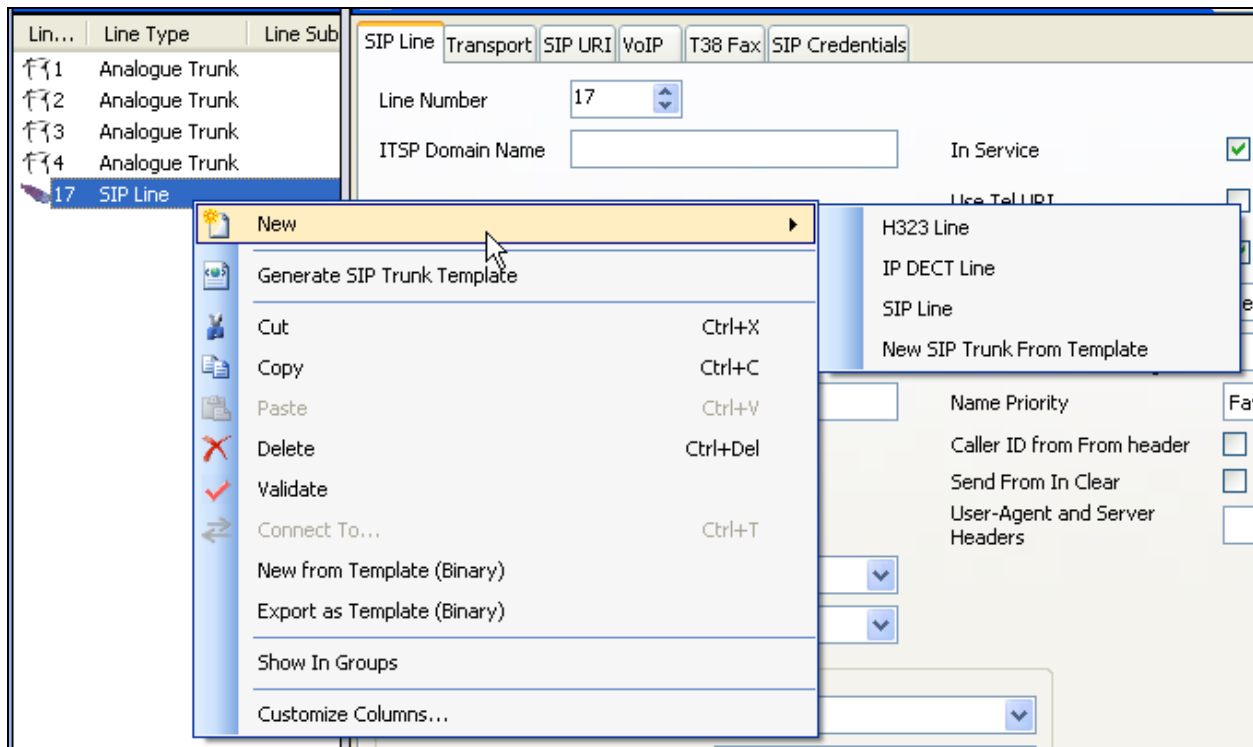 Lin... Line Type Line Sub
1 Analogue Trunk
2 Analogue Trunk
3 Analogue Trunk
4 Analogue Trunk
17 SIP Line
SIP Line Transport SIP URI VoIP T38 Fax SIP Credentials
Line Number 17
ITSP Domain Name
In Service
Use Tel URI
New
Generate SIP Trunk Template
Cut Ctrl+X
Copy Ctrl+C
Paste Ctrl+V
Delete Ctrl+Del
Validate
Connect To... Ctrl+T
New from Template (Binary)
Export as Template (Binary)
Show In Groups
Customize Columns...
H323 Line
IP DECT Line
SIP Line
New SIP Trunk From Template
Name Priority Fa
Caller ID from From header
Send From In Clear
User-Agent and Server
Headers